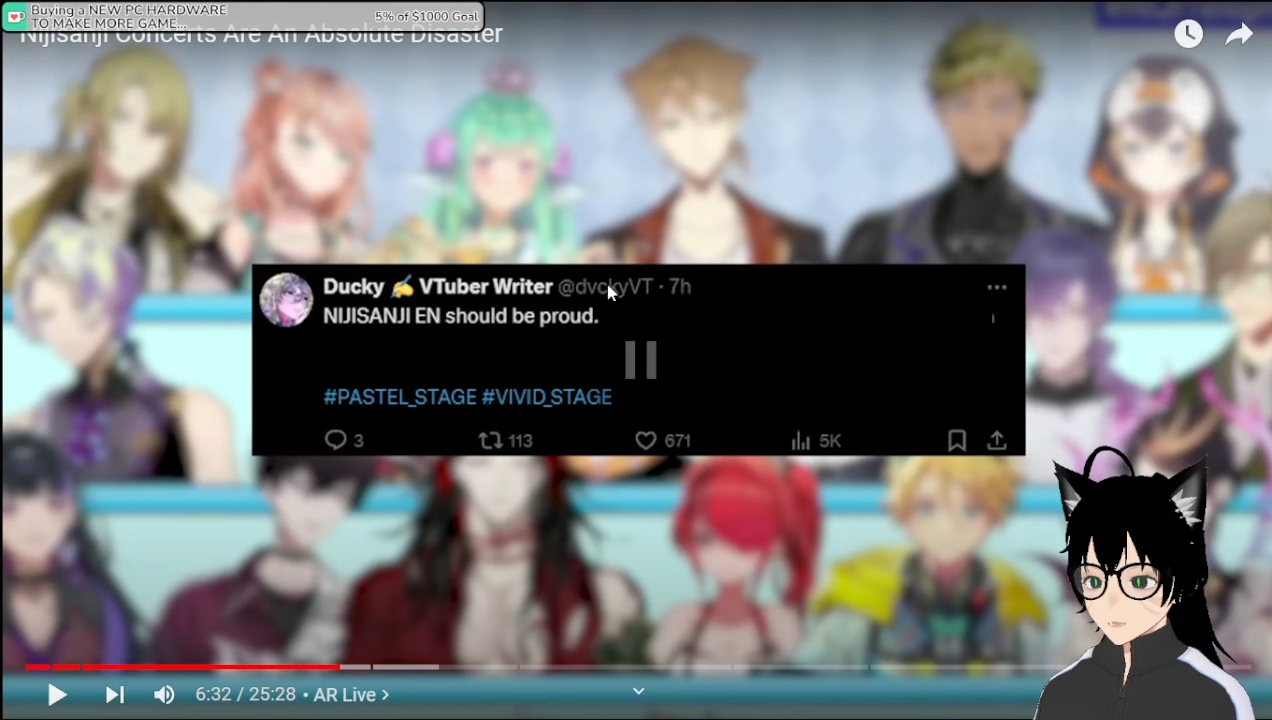 Buying a NEW PC HARDWARE
TO MAKE MORE GAME...
5% of $1000 Goal
Nijisanji Concerts Are An Absolute Disaster
Ducky ✍️ VTuber Writer @dvckyVT · 7h
NIJISANJI EN should be proud.
#PASTEL_STAGE #VIVID_STAGE
3 113 671 5K
6:32 / 25:28 • AR Live >